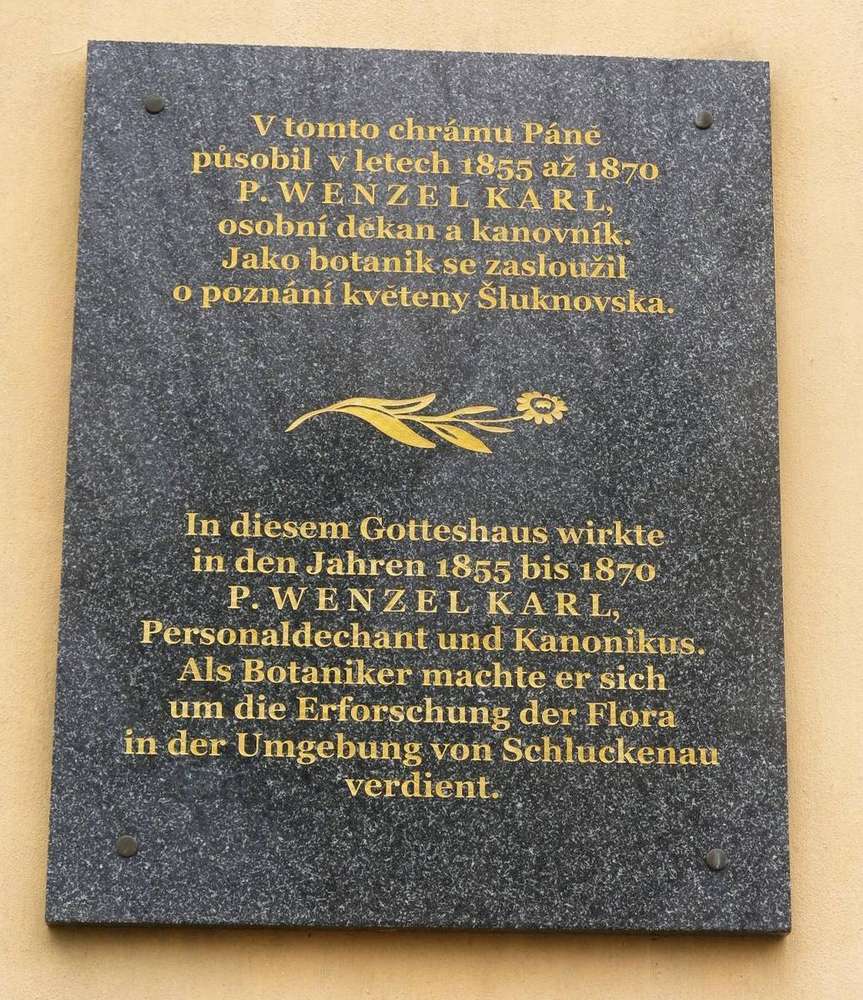 V tomto chrámu Páně
působil v letech 1855 až 1870
P. WENZEL KARL,
osobní děkan a kanovník.
Jako botanik se zasloužil
o poznání květeny Šluknovska.
In diesem Gotteshaus wirkte
in den Jahren 1855 bis 1870
P. WENZEL KARL,
Personaldechant und Kanonikus.
Als Botaniker machte er sich
um die Erforschung der Flora
in der Umgebung von Schluckenau
verdient.